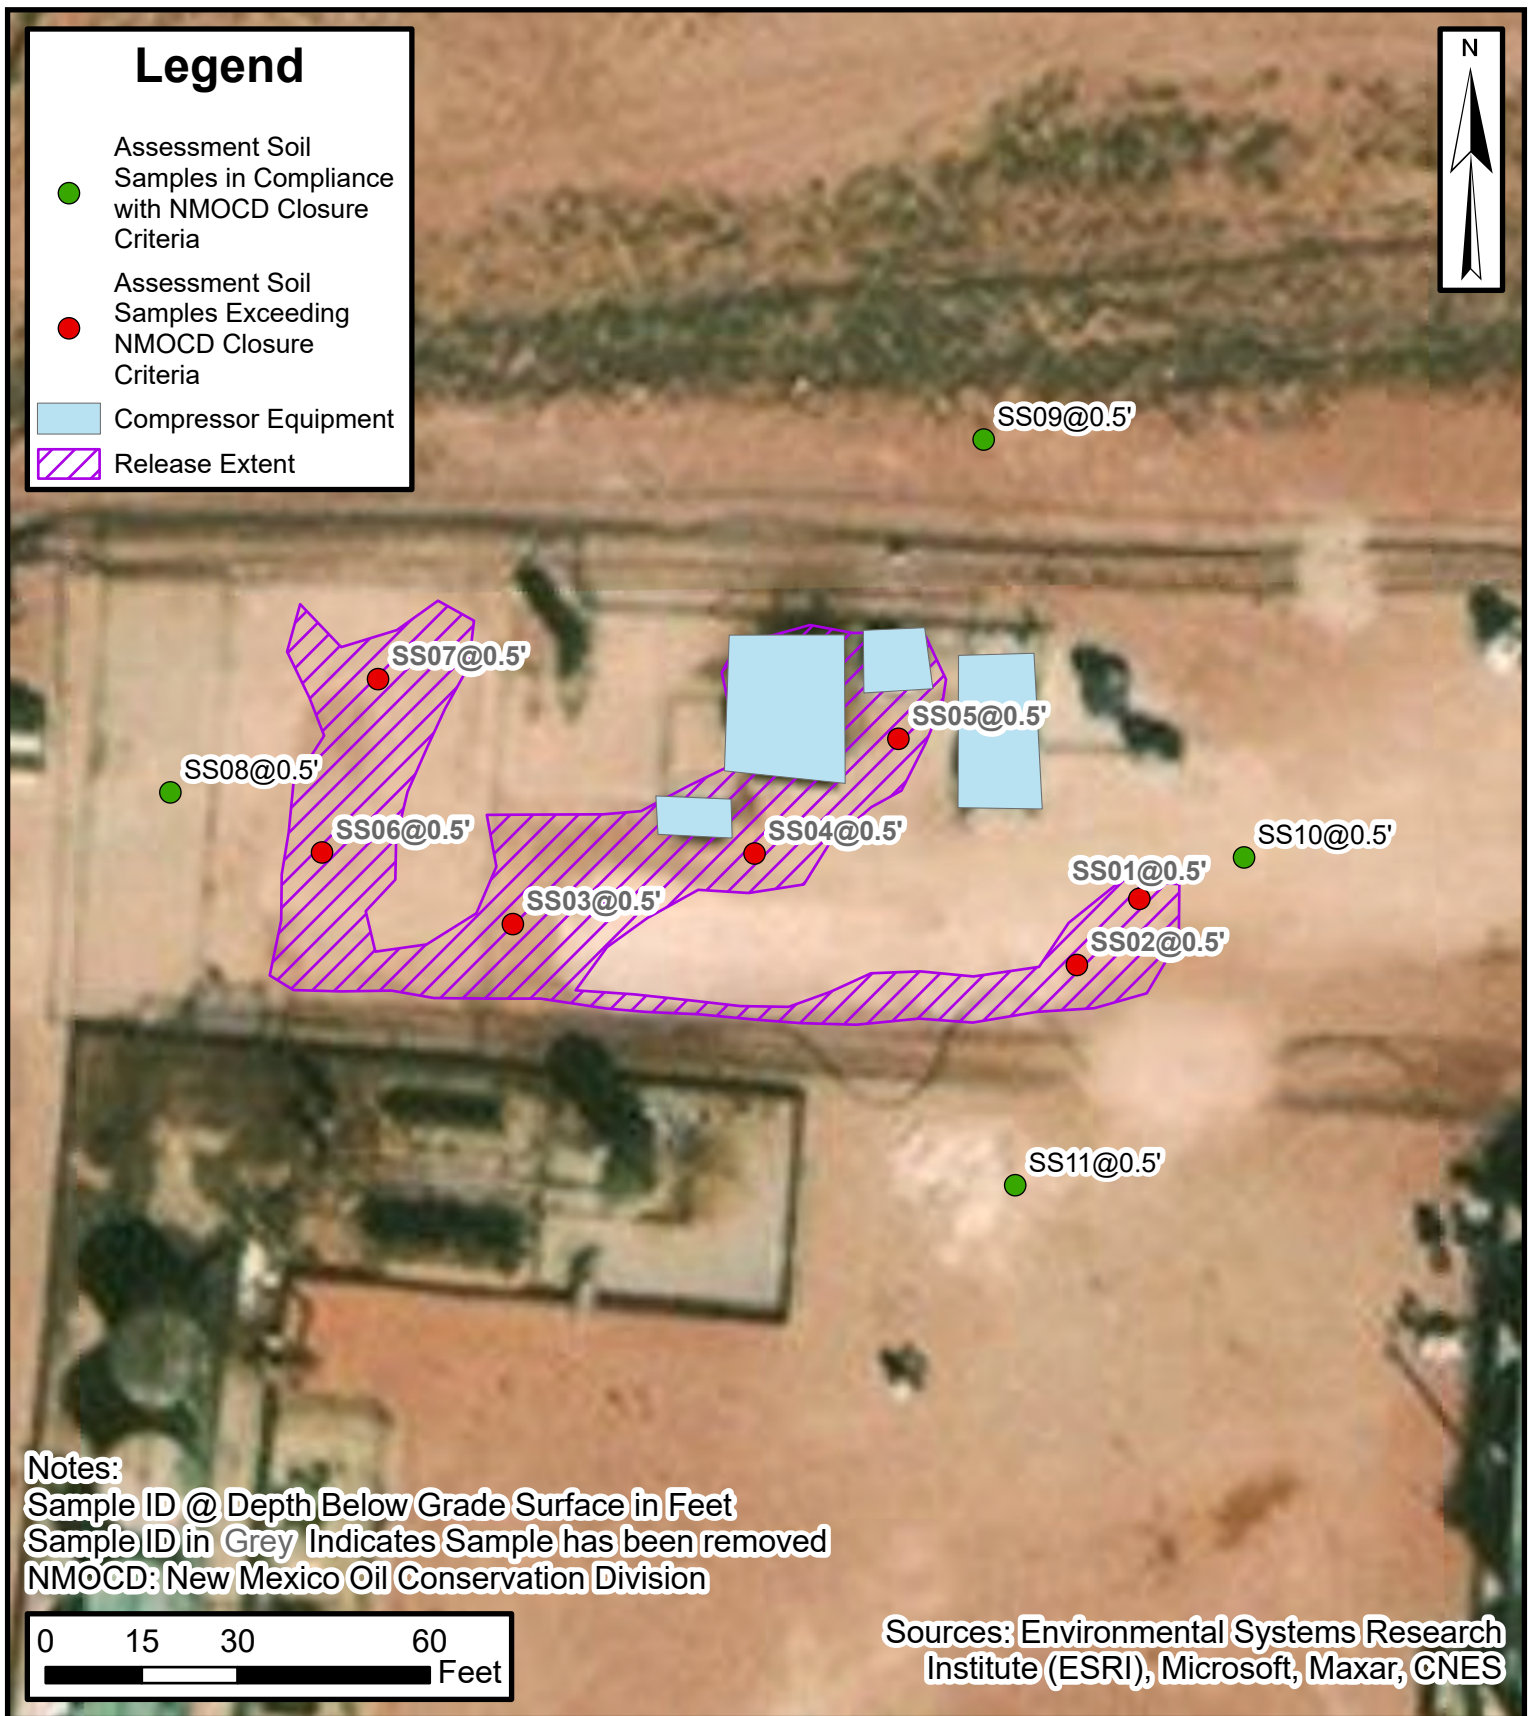 Legend
Assessment Soil
Samples in Compliance
with NMOCD Closure
Criteria
Assessment Soil
Samples Exceeding
NMOCD Closure
Criteria
Compressor Equipment
Release Extent
N
SS09@0.5'
SS07@0.5'
SS05@0.5'
SS08@0.5'
SS06@0.5'
SS04@0.5'
SS10@0.5'
SS01@0.5'
SS03@0.5'
SS02@0.5'
SS11@0.5'
Notes:
Sample ID @ Depth Below Grade Surface in Feet
Sample ID in Grey Indicates Sample has been removed
NMOCD: New Mexico Oil Conservation Division
0 15 30 60
Feet
Sources: Environmental Systems Research
Institute (ESRI), Microsoft, Maxar, CNES